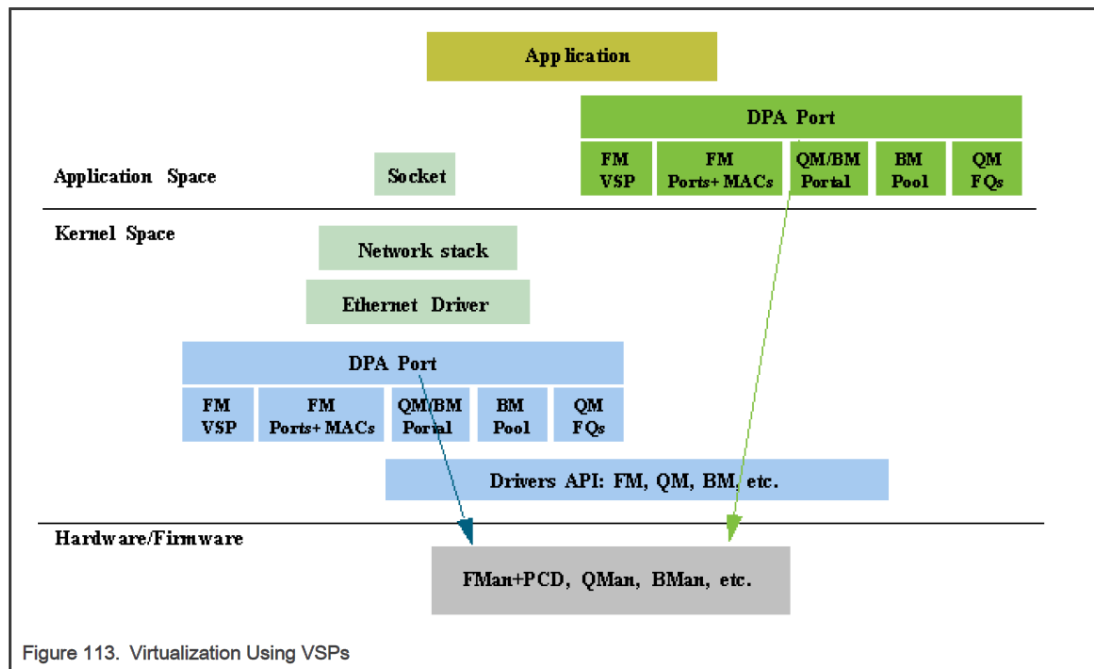 Application
DPA Port
FM
VSP
FM
Ports+ MACs
QM/BM
Portal
BM
Pool
QM
FQs
Application Space
Socket
Kernel Space
Network stack
Ethernet Driver
DPA Port
FM
VSP
FM
Ports+ MACs
QM/BM
Portal
BM
Pool
QM
FQs
Drivers API: FM, QM, BM, etc.
Hardware/Firmware
FMan+PCD, QMan, BMan, etc.
Figure 113. Virtualization Using VSPs